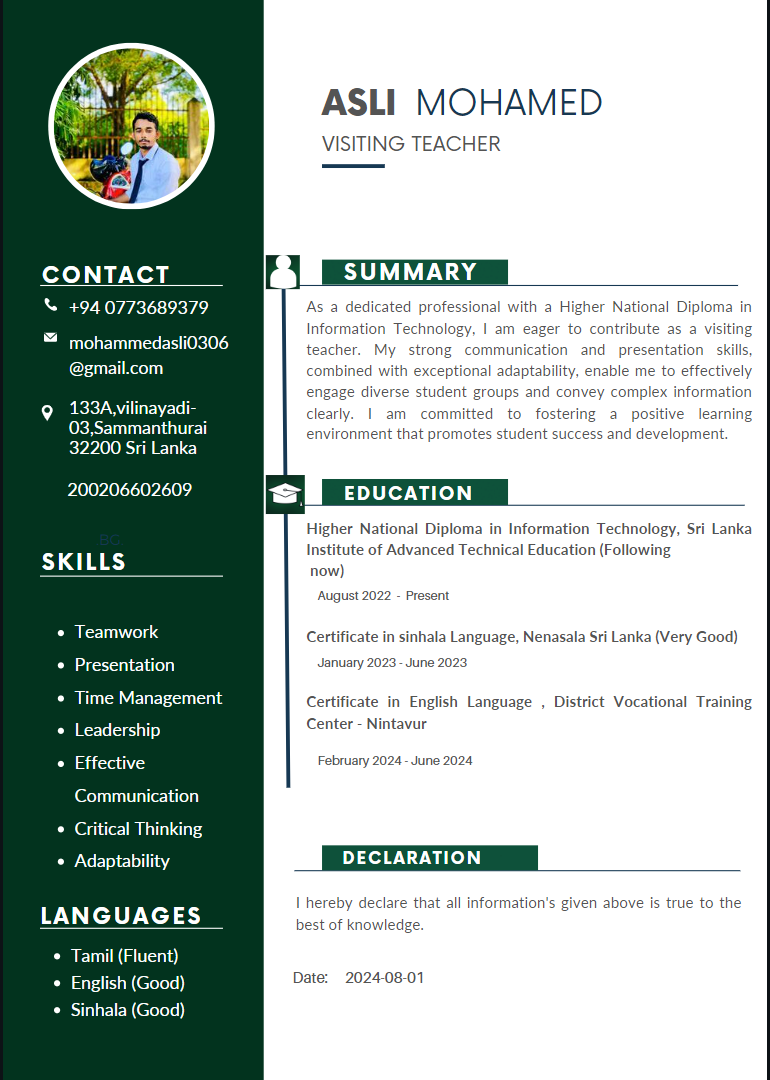 ASLI MOHAMED
VISITING TEACHER
CONTACT
+94 0773689379
mohammedasli0306
@gmail.com
133A,vilinayadi-
03,Sammanthurai
32200 Sri Lanka
200206602609
BG
SKILLS
Teamwork
Presentation
Time Management
Leadership
Effective
Communication
Critical Thinking
Adaptability
LANGUAGES
Tamil (Fluent)
English (Good)
Sinhala (Good)
SUMMARY
As a dedicated professional with a Higher National Diploma in
Information Technology, I am eager to contribute as a visiting
teacher. My strong communication and presentation skills,
combined with exceptional adaptability, enable me to effectively
engage diverse student groups and convey complex information
clearly. I am committed to fostering a positive learning
environment that promotes student success and development.
EDUCATION
Higher National Diploma in Information Technology, Sri Lanka
Institute of Advanced Technical Education (Following
now)
August 2022 - Present
Certificate in sinhala Language, Nenasala Sri Lanka (Very Good)
January 2023 - June 2023
Certificate in English Language , District Vocational Training
Center - Nintavur
February 2024 - June 2024
DECLARATION
I hereby declare that all information's given above is true to the
best of knowledge.
Date: 2024-08-01